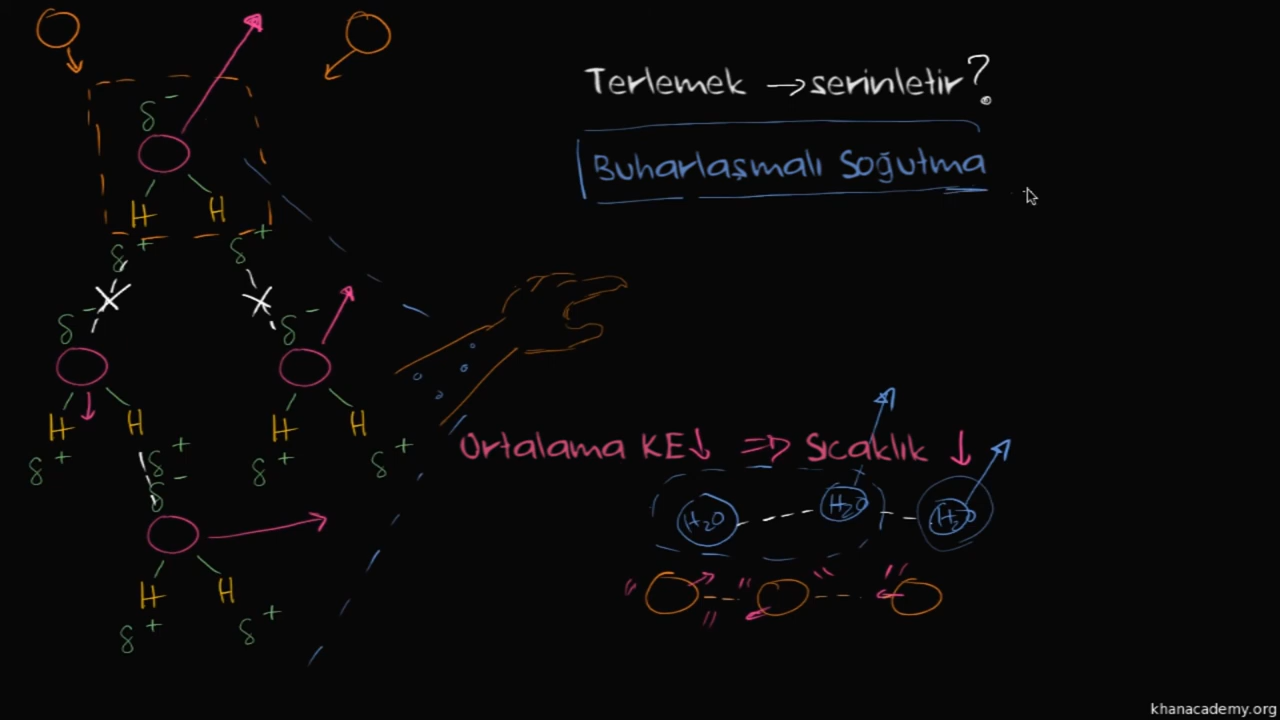 Terlemek → serinletir?
Buharlaşmalı Soğutma
δ⁻
H H
δ⁺ δ⁺
δ⁻ δ⁻
H H H H
δ⁺ δ⁺ δ⁺ δ⁺
δ⁻
H H
δ⁺ δ⁺
Ortalama KE↓ ⇒ Sıcaklık ↓
H₂O H₂O H₂O
khanacademy.org